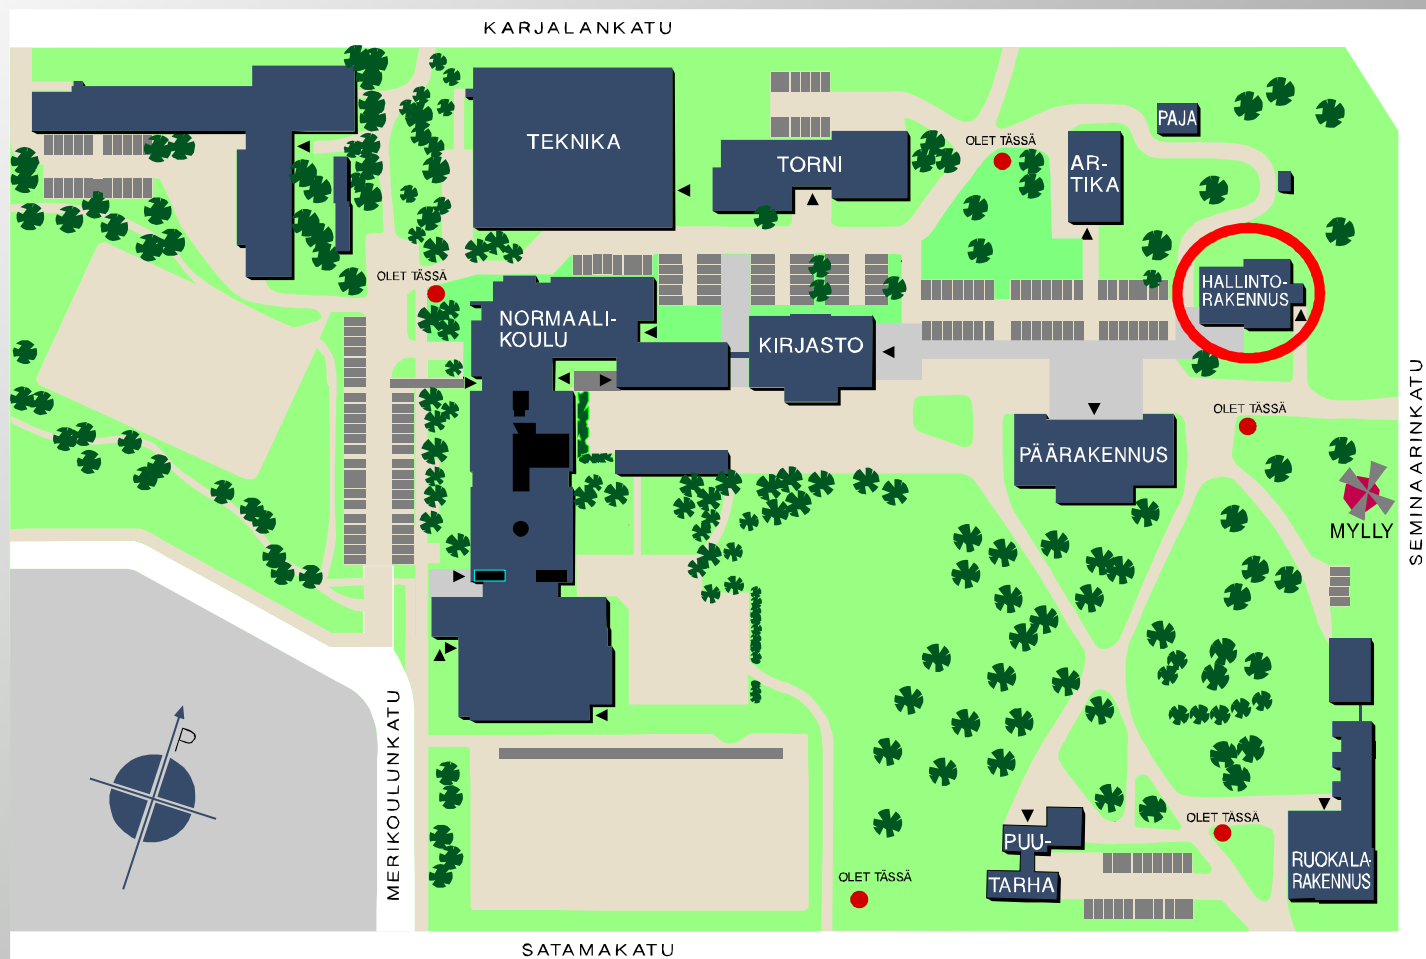 KARJALANKATU
TEKNIKA
TORNI
OLET TÄSSÄ
AR-
TIKA
PAJA
OLET TÄSSÄ
HALLINTO-
RAKENNUS
NORMAALI-
KOULU
KIRJASTO
OLET TÄSSÄ
PÄÄRAKENNUS
MYLLY
SEMINAARINKATU
MERIKOULUNKATU
P
OLET TÄSSÄ
PUU-
TARHA
OLET TÄSSÄ
RUOKALA-
RAKENNUS
SATAMAKATU